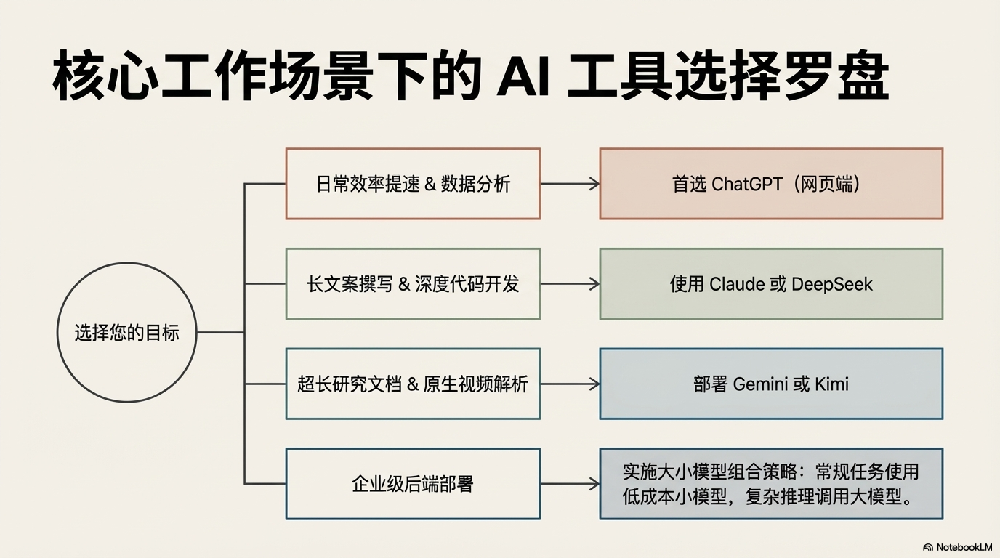 核心工作场景下的 AI 工具选择罗盘
选择您的目标
日常效率提速 & 数据分析
首选 ChatGPT（网页端）
长文案撰写 & 深度代码开发
使用 Claude 或 DeepSeek
超长研究文档 & 原生视频解析
部署 Gemini 或 Kimi
企业级后端部署
实施大小模型组合策略：常规任务使用
低成本小模型，复杂推理调用大模型。
NotebookLM